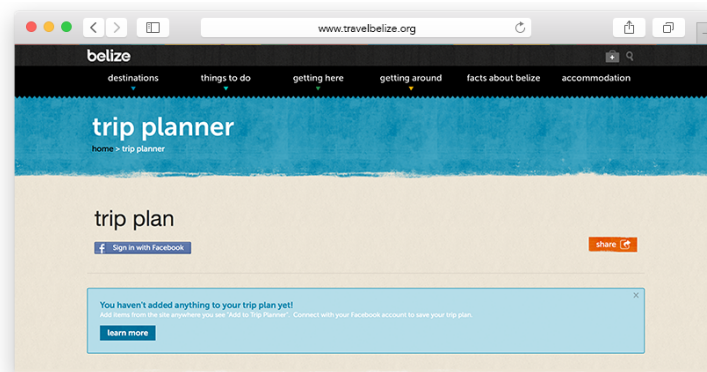 www.travelbelize.org
belize
destinations things to do getting here getting around facts about belize accommodation
trip planner
home > trip planner
trip plan
f Sign in with Facebook
share
You haven't added anything to your trip plan yet!
Add items from the site anywhere you see "Add to Trip Planner". Connect with your Facebook account to save your trip plan.
learn more